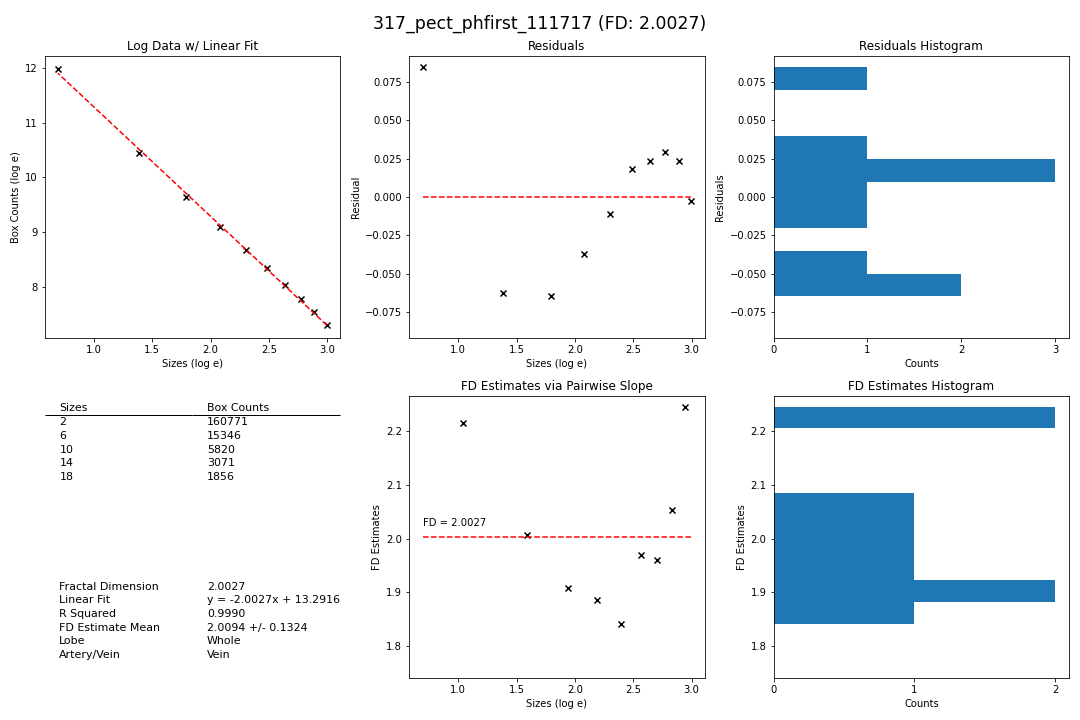 317_pect_phfirst_111717 (FD: 2.0027)
Log Data w/ Linear Fit
Box Counts (log e)
12
11
10
9
8
1.0 1.5 2.0 2.5 3.0
Sizes (log e)
Residuals
Residual
0.075
0.050
0.025
0.000
−0.025
−0.050
−0.075
1.0 1.5 2.0 2.5 3.0
Sizes (log e)
Residuals Histogram
Residuals
0.075
0.050
0.025
0.000
−0.025
−0.050
−0.075
0 1 2 3
Counts
Sizes Box Counts
2 160771
6 15346
10 5820
14 3071
18 1856
Fractal Dimension 2.0027
Linear Fit y = -2.0027x + 13.2916
R Squared 0.9990
FD Estimate Mean 2.0094 +/- 0.1324
Lobe Whole
Artery/Vein Vein
FD Estimates via Pairwise Slope
FD Estimates
2.2
2.1
2.0
1.9
1.8
FD = 2.0027
1.0 1.5 2.0 2.5 3.0
Sizes (log e)
FD Estimates Histogram
FD Estimates
2.2
2.1
2.0
1.9
1.8
0 1 2
Counts